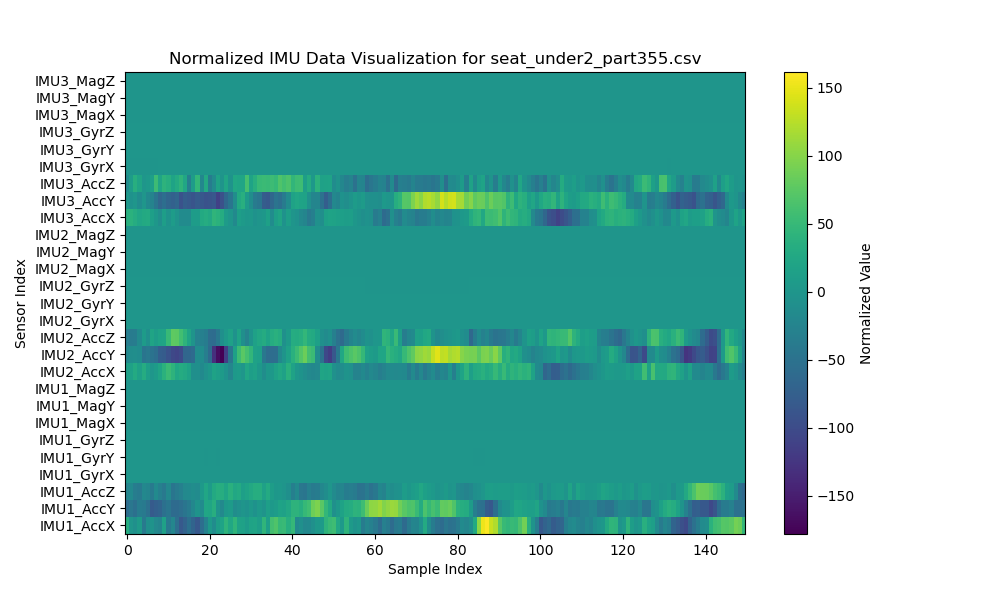 Normalized IMU Data Visualization for seat_under2_part355.csv
IMU3_MagZ
IMU3_MagY
IMU3_MagX
IMU3_GyrZ
IMU3_GyrY
IMU3_GyrX
IMU3_AccZ
IMU3_AccY
IMU3_AccX
IMU2_MagZ
IMU2_MagY
IMU2_MagX
IMU2_GyrZ
IMU2_GyrY
IMU2_GyrX
IMU2_AccZ
IMU2_AccY
IMU2_AccX
IMU1_MagZ
IMU1_MagY
IMU1_MagX
IMU1_GyrZ
IMU1_GyrY
IMU1_GyrX
IMU1_AccZ
IMU1_AccY
IMU1_AccX
Sensor Index
0 20 40 60 80 100 120 140
Sample Index
150
100
50
0
−50
−100
−150
Normalized Value